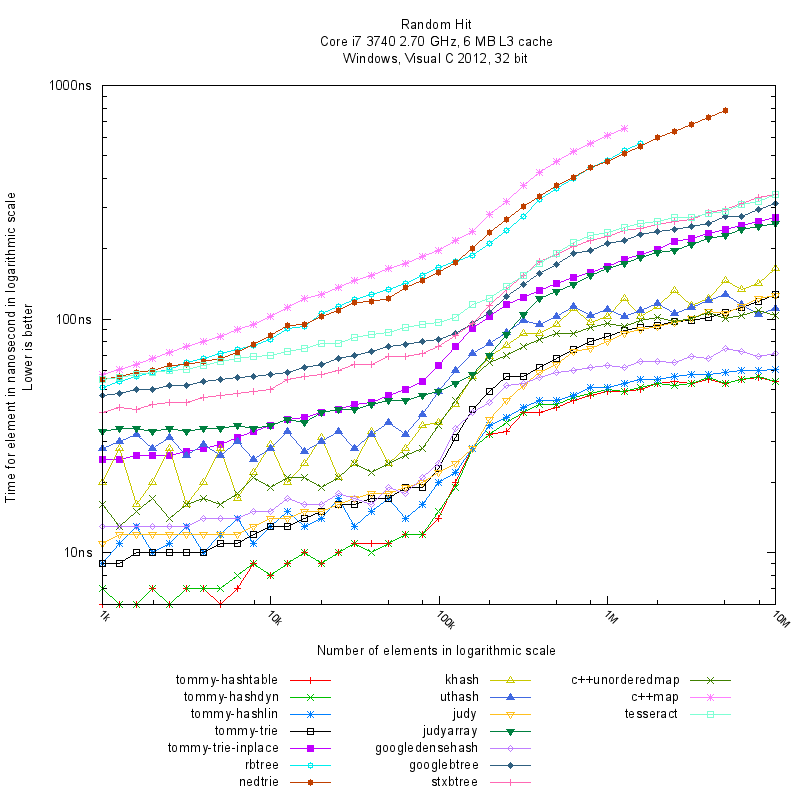 Random Hit
Core i7 3740 2.70 GHz, 6 MB L3 cache
Windows, Visual C 2012, 32 bit
1000ns
100ns
10ns
Time for element in nanosecond in logarithmic scale
Lower is better
1k
10k
100k
1M
10M
Number of elements in logarithmic scale
tommy-hashtable
tommy-hashdyn
tommy-hashlin
tommy-trie
tommy-trie-inplace
rbtree
nedtrie
khash
uthash
judy
judyarray
googledensehash
googlebtree
stxbtree
c++unorderedmap
c++map
tesseract